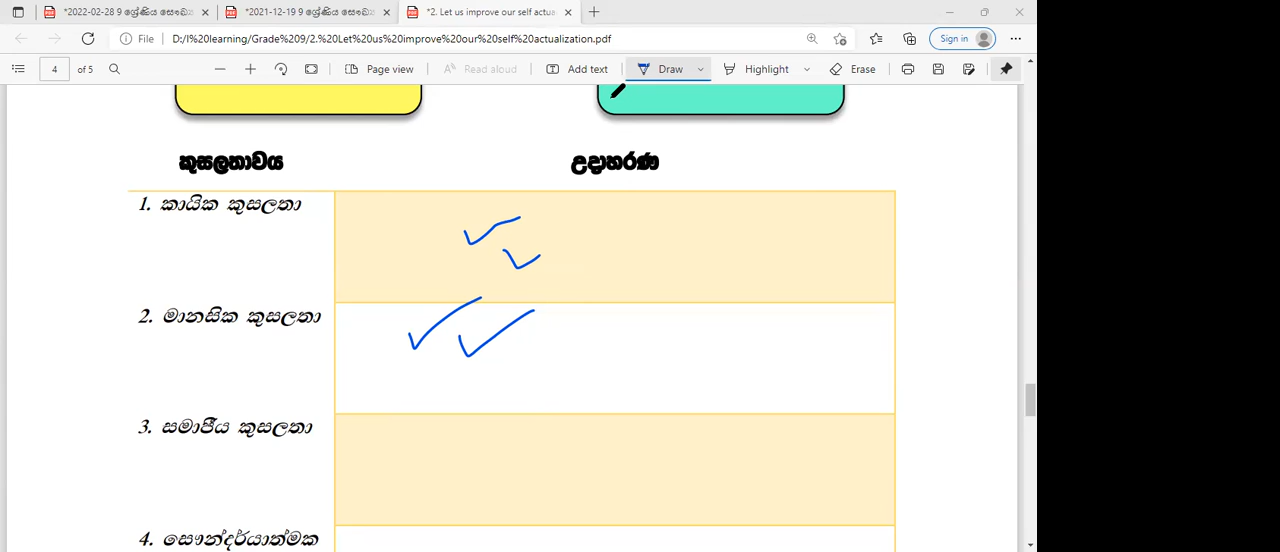 *2022-02-28 9 ශ්‍රේණිය සෞඛ්‍ය
*2021-12-19 9 ශ්‍රේණිය සෞඛ්‍ය
*2. Let us improve our self actua
File D:/I%20learning/Grade%209/2.%20Let%20us%20improve%20our%20self%20actualization.pdf Sign in
4 of 5 Page view Read aloud Add text Draw Highlight Erase
කුසලතාවය උදාහරණ
1. කායික කුසලතා
2. මානසික කුසලතා
3. සමාජීය කුසලතා
4. සෞන්දර්යාත්මක